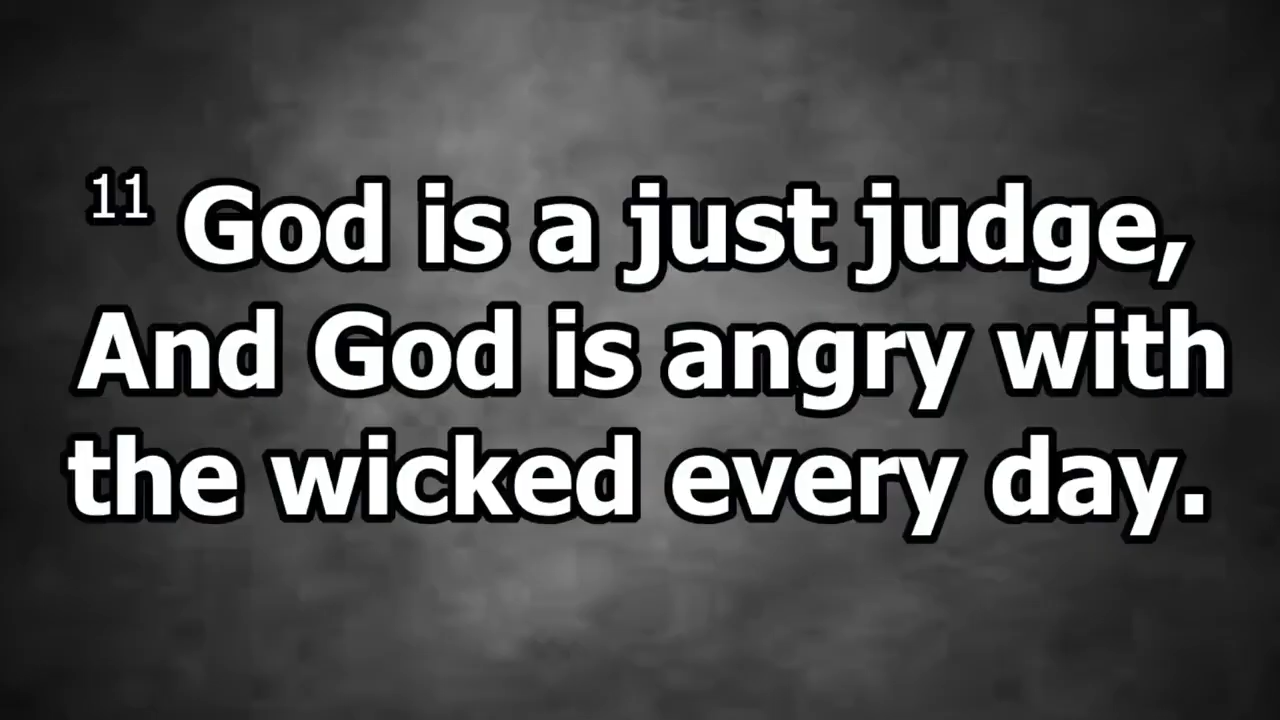 11 God is a just judge,
And God is angry with
the wicked every day.